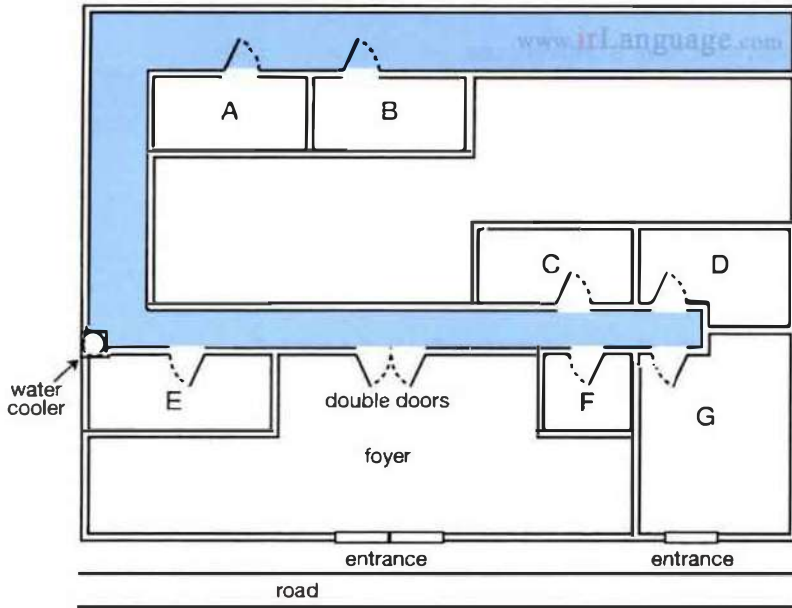 www.irLanguage.com
A
B
C
D
water
cooler
E
double doors
F
G
foyer
entrance
entrance
road